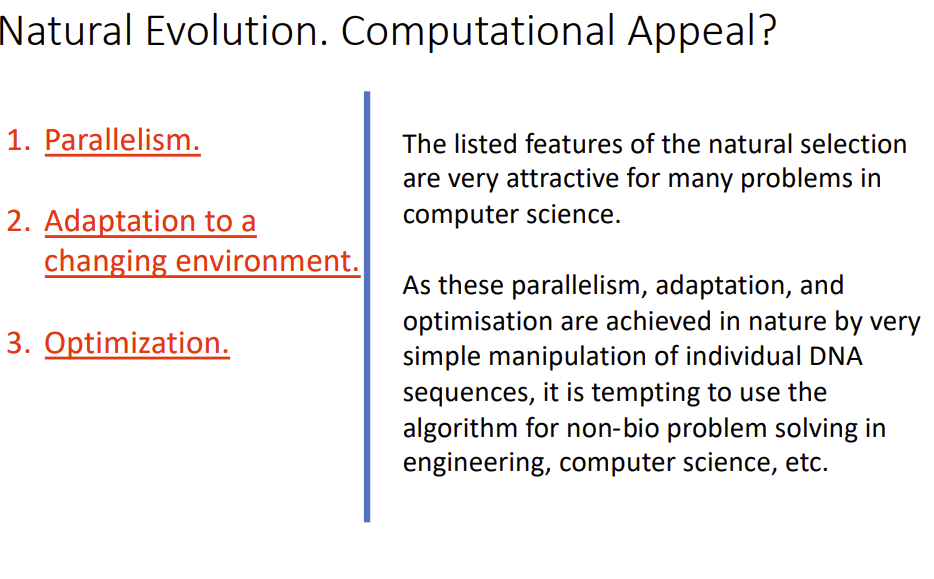 Natural Evolution. Computational Appeal?
1. Parallelism.
2. Adaptation to a
changing environment.
3. Optimization.
The listed features of the natural selection
are very attractive for many problems in
computer science.
As these parallelism, adaptation, and
optimisation are achieved in nature by very
simple manipulation of individual DNA
sequences, it is tempting to use the
algorithm for non-bio problem solving in
engineering, computer science, etc.